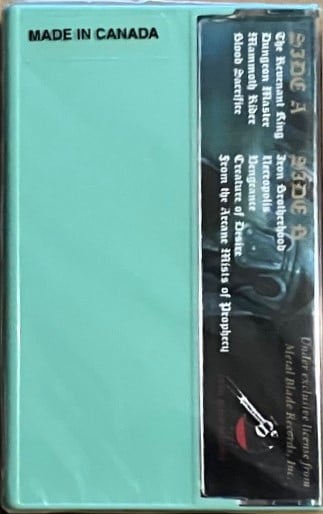 MADE IN CANADA
SIDE A
The Revenant King
Dungeon Master
Mammoth Rider
Blood Sacrifice
SIDE B
Iron Brotherhood
Necropolis
Vengeance
Creature of Desire
From the Arcane Mists of Prophecy
Under exclusive license from
Metal Blade Records, Inc.